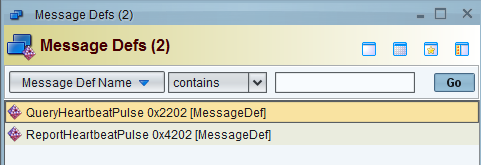 Message Defs (2)
Message Defs (2)
Message Def Name contains Go
QueryHeartbeatPulse 0x2202 [MessageDef]
ReportHeartbeatPulse 0x4202 [MessageDef]